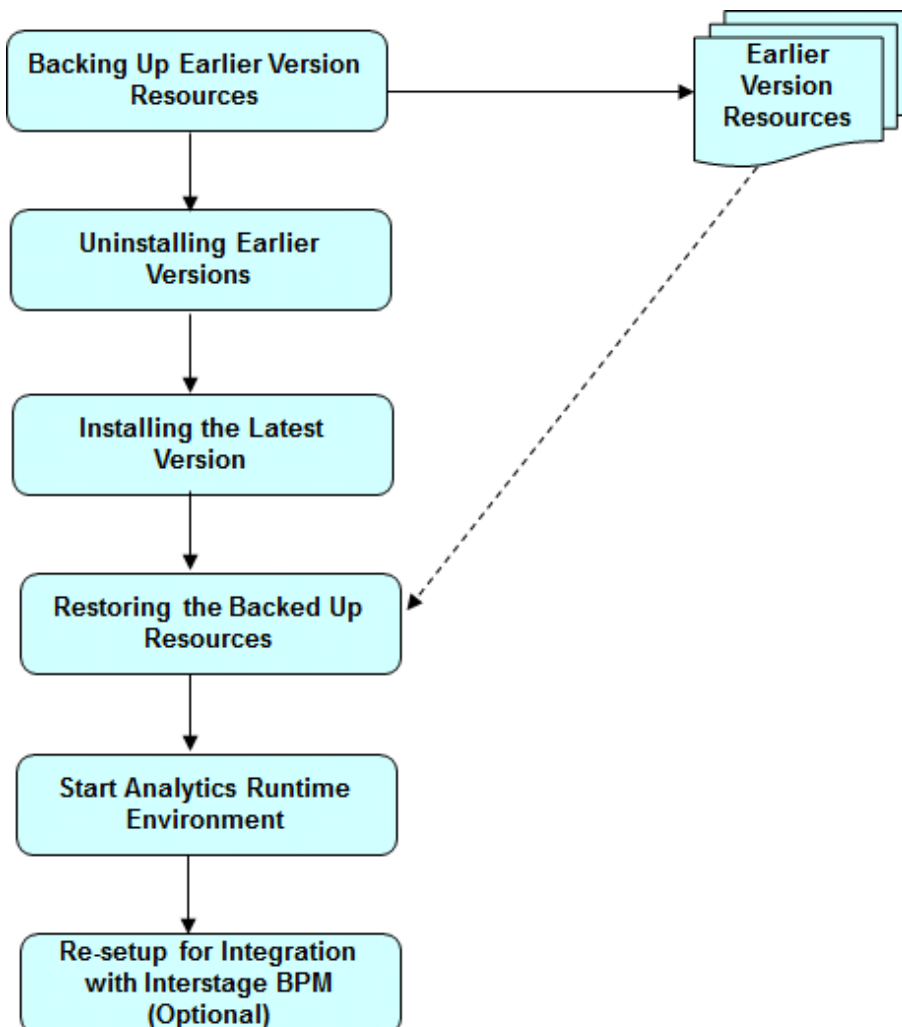 Backing Up Earlier Version
Resources
Earlier
Version
Resources
Uninstalling Earlier
Versions
Installing the Latest
Version
Restoring the Backed Up
Resources
Start Analytics Runtime
Environment
Re-setup for Integration
with Interstage BPM
(Optional)